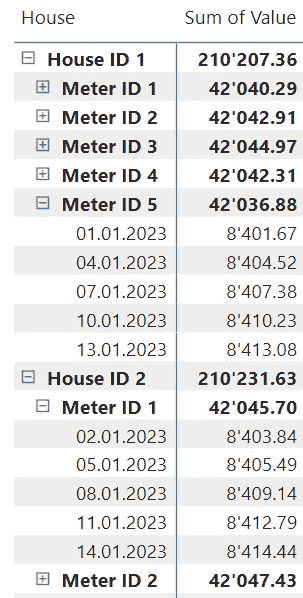 House Sum of Value
House ID 1 210'207.36
Meter ID 1 42'040.29
Meter ID 2 42'042.91
Meter ID 3 42'044.97
Meter ID 4 42'042.31
Meter ID 5 42'036.88
01.01.2023 8'401.67
04.01.2023 8'404.52
07.01.2023 8'407.38
10.01.2023 8'410.23
13.01.2023 8'413.08
House ID 2 210'231.63
Meter ID 1 42'045.70
02.01.2023 8'403.84
05.01.2023 8'405.49
08.01.2023 8'409.14
11.01.2023 8'412.79
14.01.2023 8'414.44
Meter ID 2 42'047.43